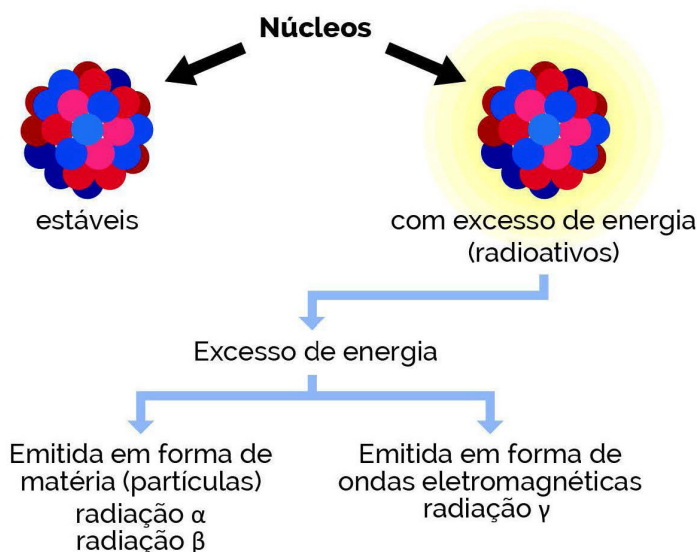 Núcleos
estáveis
com excesso de energia
(radioativos)
Excesso de energia
Emitida em forma de
matéria (partículas)
radiação α
radiação β
Emitida em forma de
ondas eletromagnéticas
radiação γ